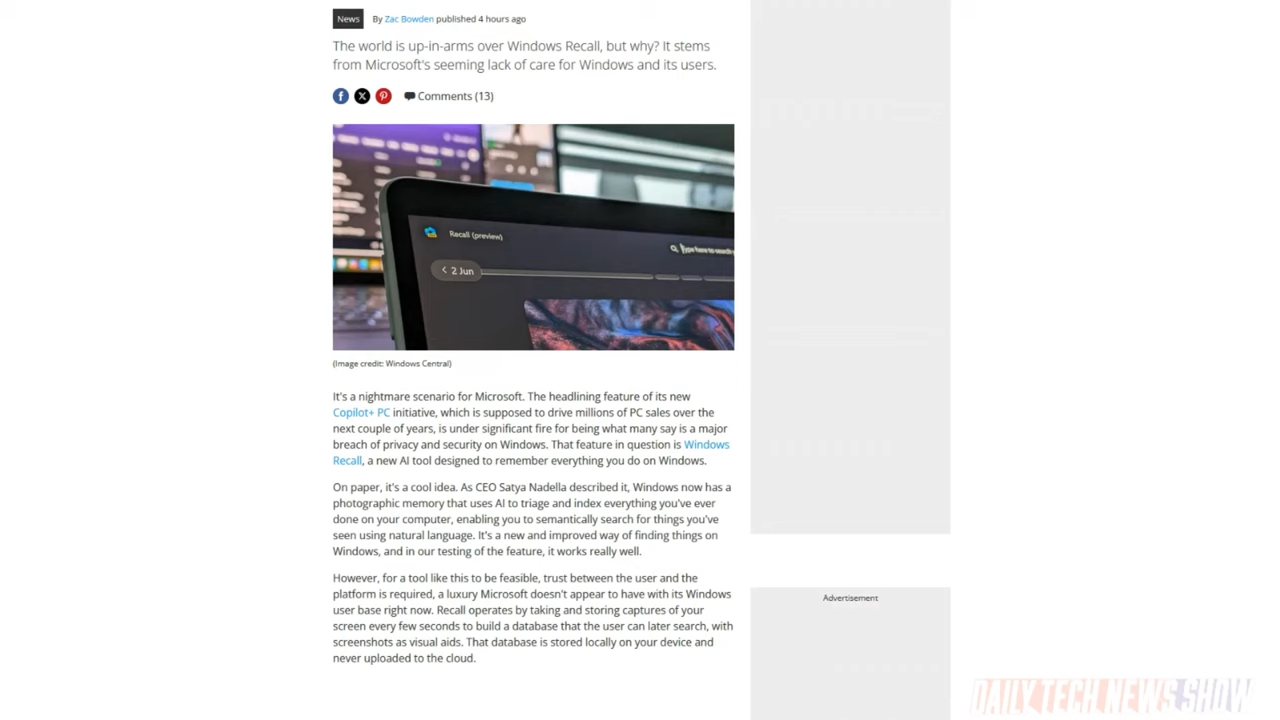 News By Zac Bowden published 4 hours ago
The world is up-in-arms over Windows Recall, but why? It stems
from Microsoft's seeming lack of care for Windows and its users.
Comments (13)
Recall (preview)
Type here to search
2 Jun
(Image credit: Windows Central)
It's a nightmare scenario for Microsoft. The headlining feature of its new
Copilot+ PC initiative, which is supposed to drive millions of PC sales over the
next couple of years, is under significant fire for being what many say is a major
breach of privacy and security on Windows. That feature in question is Windows
Recall, a new AI tool designed to remember everything you do on Windows.
On paper, it's a cool idea. As CEO Satya Nadella described it, Windows now has a
photographic memory that uses AI to triage and index everything you've ever
done on your computer, enabling you to semantically search for things you've
seen using natural language. It's a new and improved way of finding things on
Windows, and in our testing of the feature, it works really well.
However, for a tool like this to be feasible, trust between the user and the
platform is required, a luxury Microsoft doesn't appear to have with its Windows
user base right now. Recall operates by taking and storing captures of your
screen every few seconds to build a database that the user can later search, with
screenshots as visual aids. That database is stored locally on your device and
never uploaded to the cloud.
Advertisement
DAILY TECH NEWS SHOW